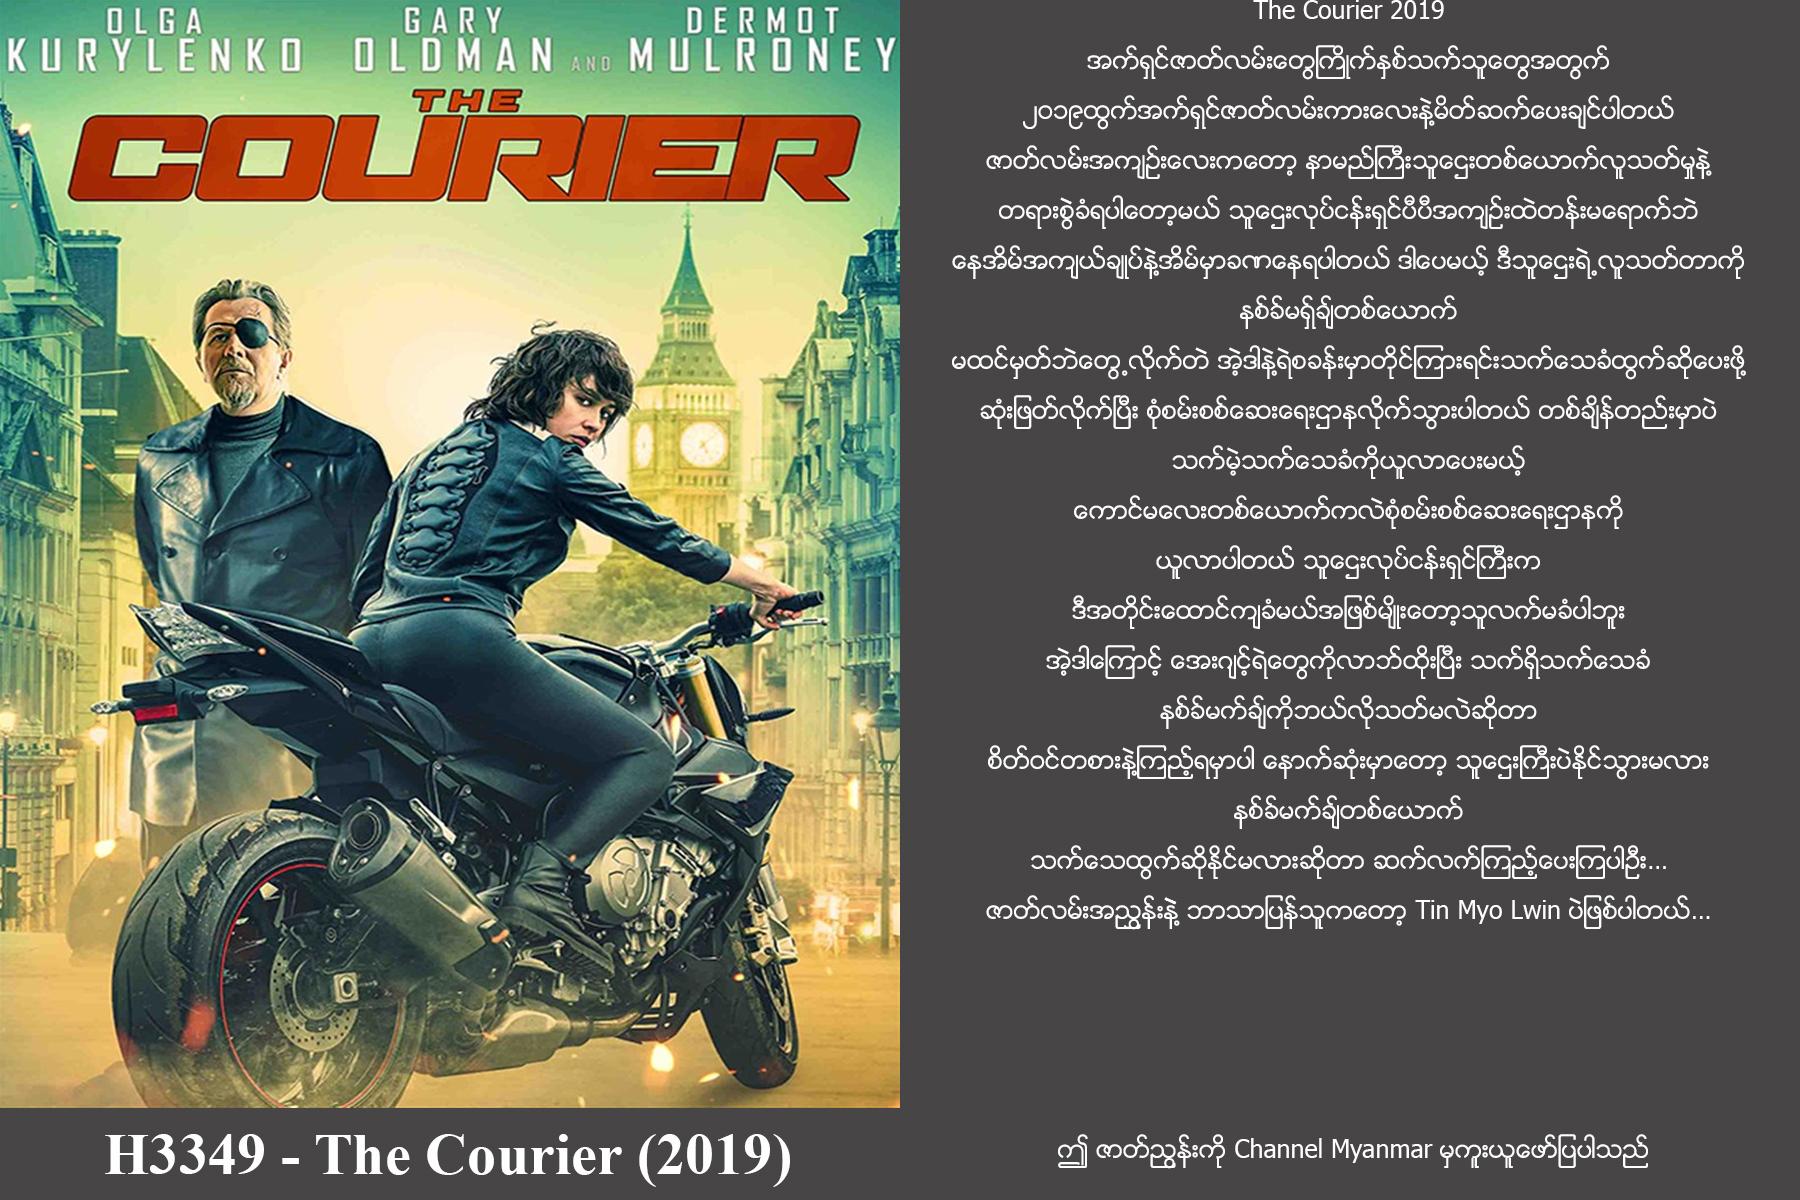 OLGA KURYLENKO
GARY OLDMAN
AND
DERMOT MULRONEY
THE
COURIER
H3349 - The Courier (2019)
The Courier 2019
အက်ရှင်ဇာတ်လမ်းတွေကြိုက်နှစ်သက်သူတွေအတွက်
၂၀၁၉ထွက်အက်ရှင်ဇာတ်လမ်းကားလေးနဲ့မိတ်ဆက်ပေးချင်ပါတယ်
ဇာတ်လမ်းအကျဉ်းလေးကတော့ နာမည်ကြီးသူဌေးတစ်ယောက်လူသတ်မှုနဲ့
တရားစွဲခံရပါတော့မယ် သူဌေးလုပ်ငန်းရှင်ပီပီအကျဉ်းထဲတန်းမရောက်ဘဲ
နေအိမ်အကျယ်ချုပ်နဲ့အိမ်မှာခဏနေရပါတယ် ဒါပေမယ့် ဒီသူဌေးရဲ့လူသတ်တာကို
နစ်ခ်မရှ်ချ်တစ်ယောက်
မထင်မှတ်ဘဲတွေ့လိုက်တဲ အဲ့ဒါနဲ့ရဲစခန်းမှာတိုင်ကြားရင်းသက်သေခံထွက်ဆိုပေးဖို့
ဆုံးဖြတ်လိုက်ပြီး စုံစမ်းစစ်ဆေးရေးဌာနလိုက်သွားပါတယ် တစ်ချိန်တည်းမှာပဲ
သက်မဲ့သက်သေခံကိုယူလာပေးမယ့်
ကောင်မလေးတစ်ယောက်ကလဲစုံစမ်းစစ်ဆေးရေးဌာနကို
ယူလာပါတယ် သူဌေးလုပ်ငန်းရှင်ကြီးက
ဒီအတိုင်းထောင်ကျခံမယ်အဖြစ်မျိုးတော့သူလက်မခံပါဘူး
အဲ့ဒါကြောင့် အေးဂျင့်ရဲတွေကိုလာဘ်ထိုးပြီး သက်ရှိသက်သေခံ
နစ်ခ်မက်ချ်ကိုဘယ်လိုသတ်မလဲဆိုတာ
စိတ်ဝင်တစားနဲ့ကြည့်ရမှာပါ နောက်ဆုံးမှာတော့ သူဌေးကြီးပဲနိုင်သွားမလား
နစ်ခ်မက်ချ်တစ်ယောက်
သက်သေထွက်ဆိုနိုင်မလားဆိုတာ ဆက်လက်ကြည့်ပေးကြပါဦး...
ဇာတ်လမ်းအညွှန်းနဲ့ ဘာသာပြန်သူကတော့ Tin Myo Lwin ပဲဖြစ်ပါတယ်...
ဤ ဇာတ်ညွှန်းကို Channel Myanmar မှကူးယူဖော်ပြပါသည်